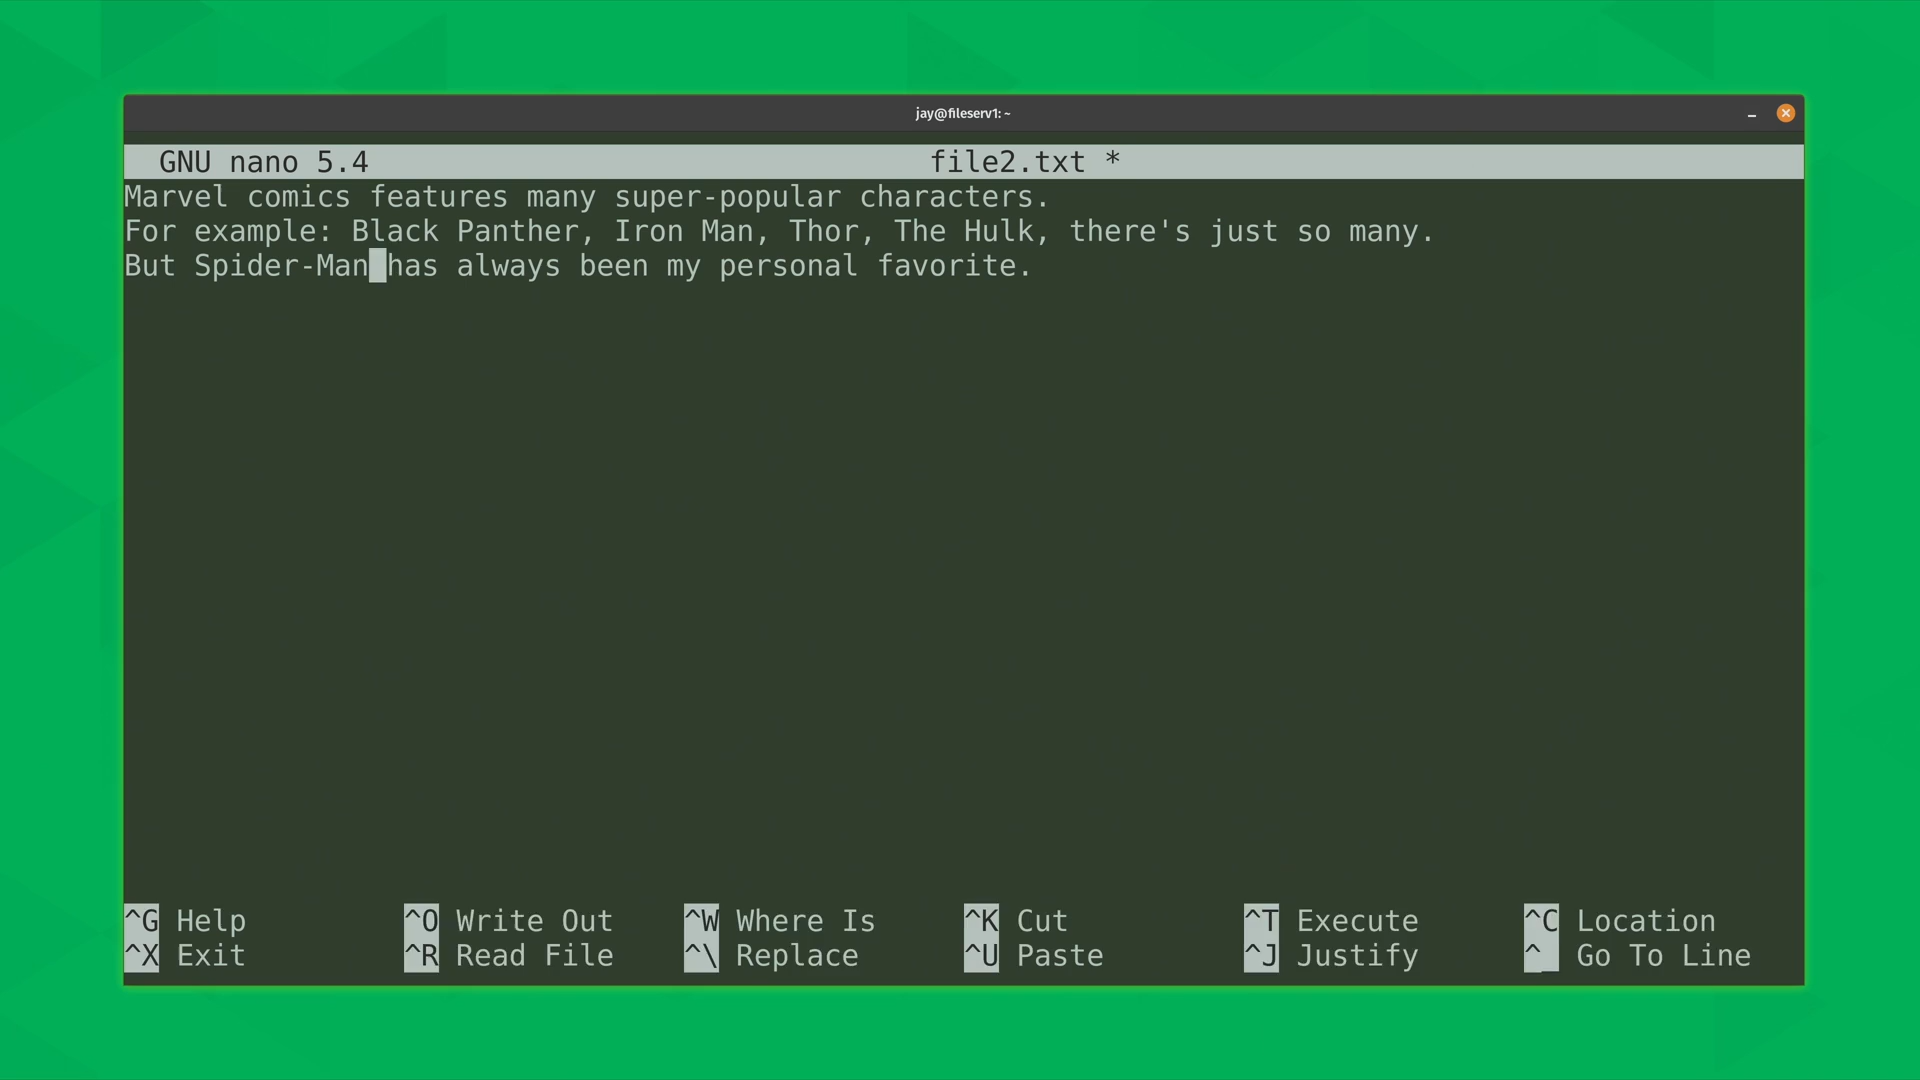 jay@fileserv1: ~
GNU nano 5.4 file2.txt *
Marvel comics features many super-popular characters.
For example: Black Panther, Iron Man, Thor, The Hulk, there's just so many.
But Spider-Man has always been my personal favorite.
^G Help ^O Write Out ^W Where Is ^K Cut ^T Execute ^C Location
^X Exit ^R Read File ^\ Replace ^U Paste ^J Justify ^_ Go To Line